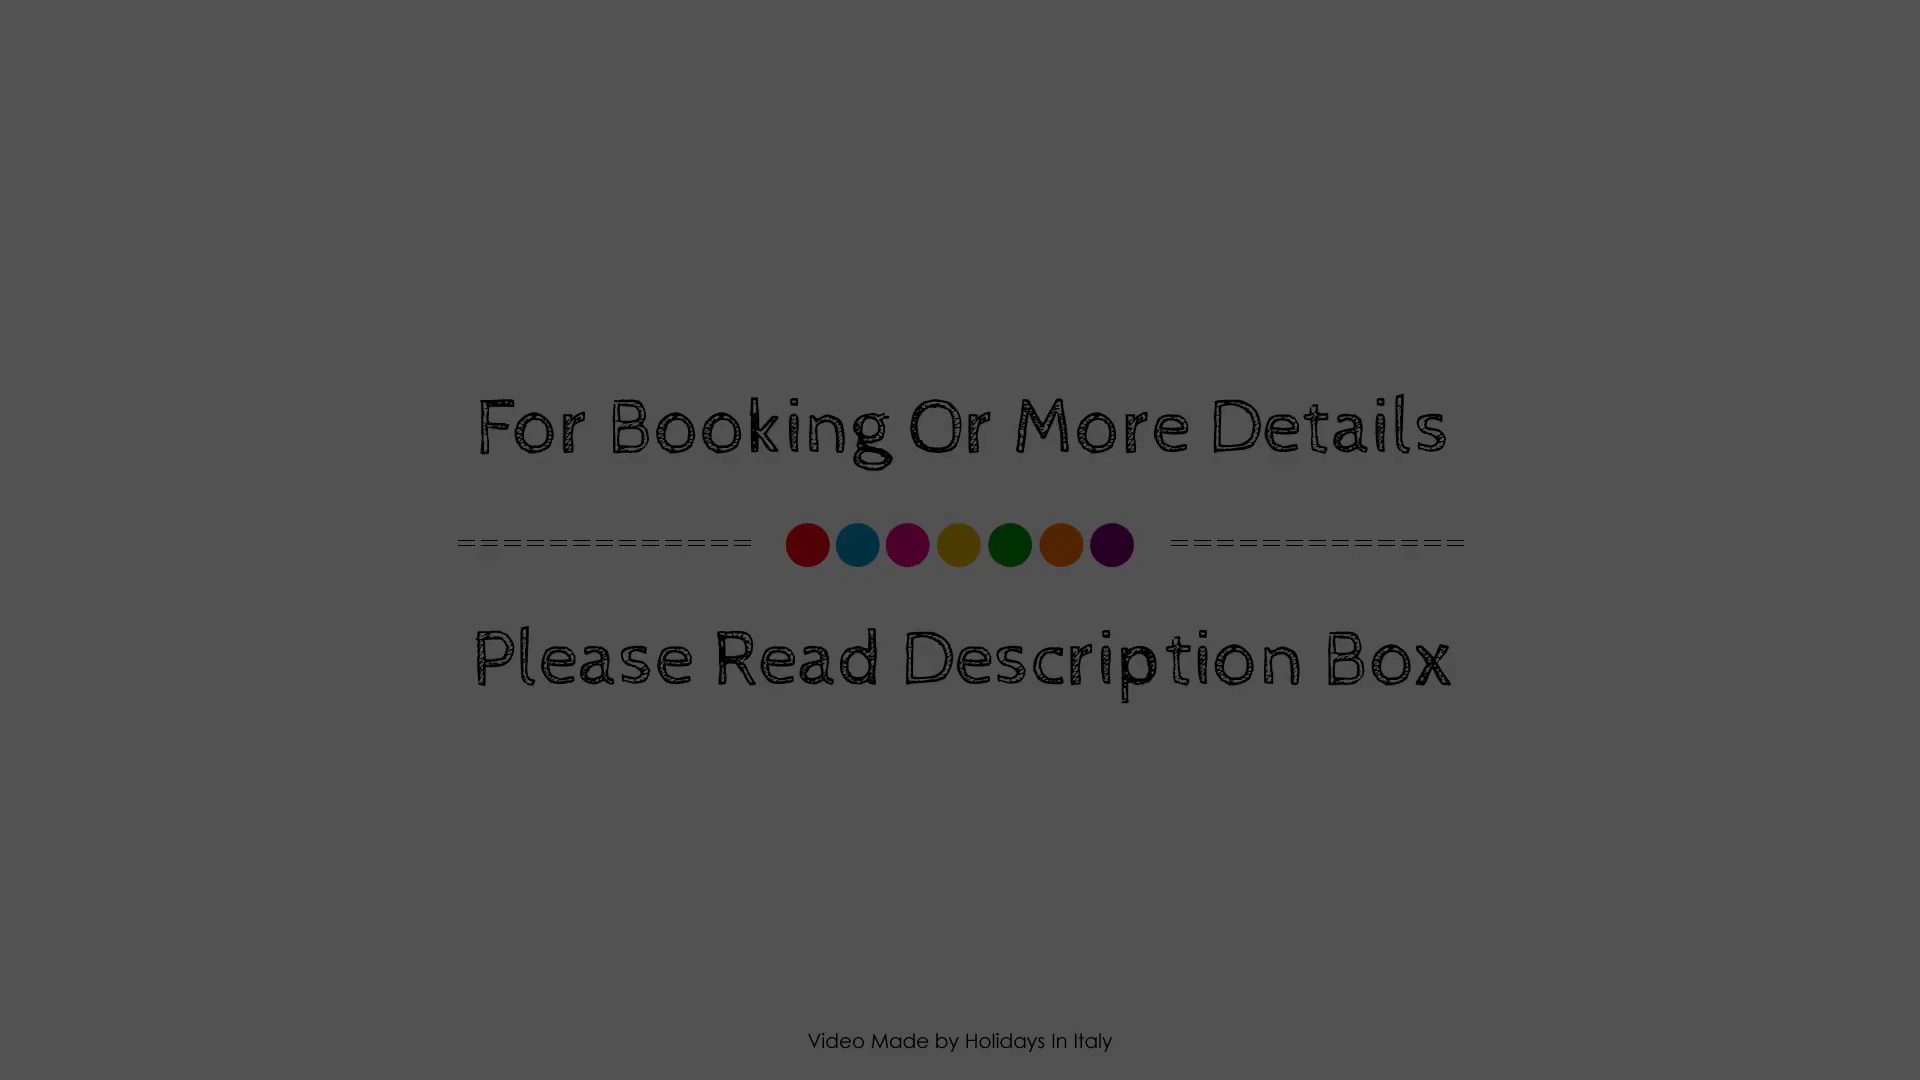 For Booking Or More Details
============= =============
Please Read Description Box
Video Made by Holidays In Italy